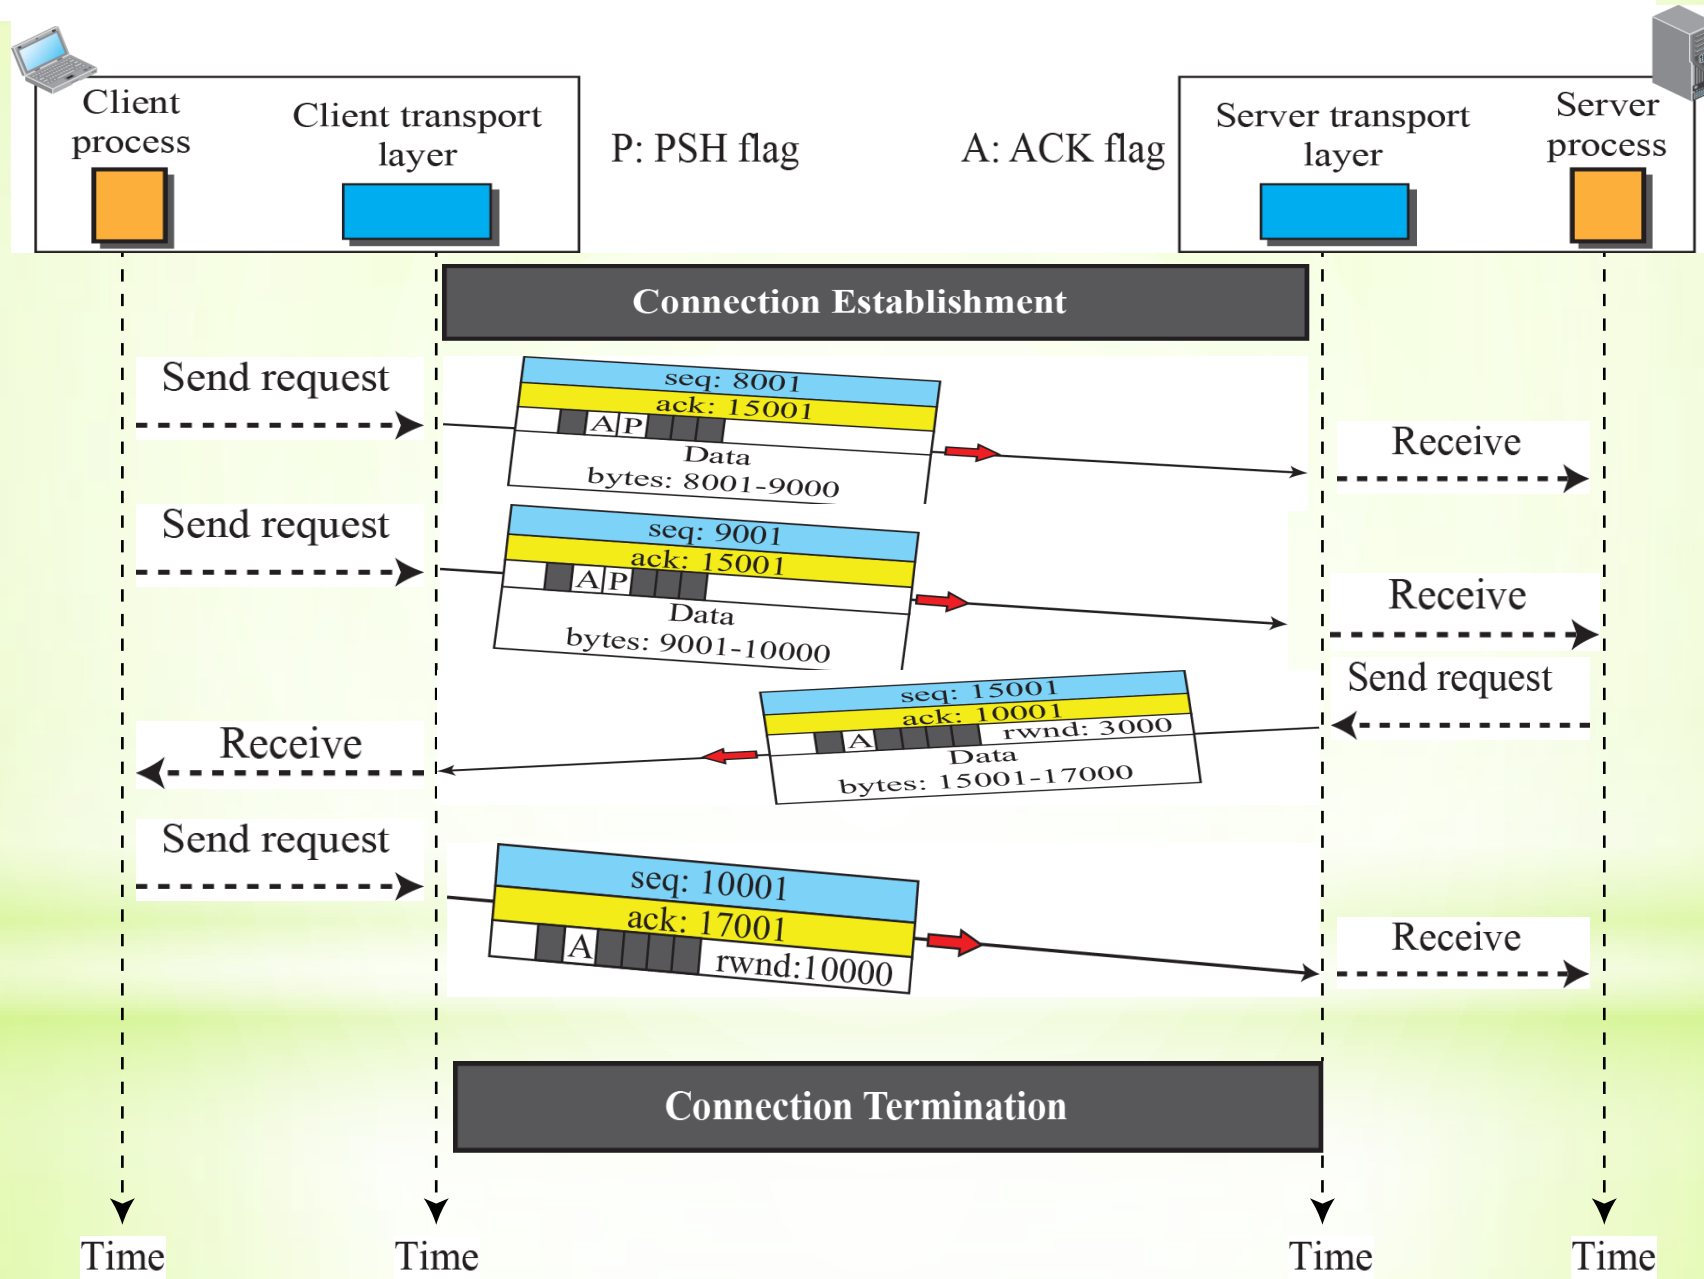 Client
process
Client transport
layer
P: PSH flag
A: ACK flag
Server transport
layer
Server
process
Connection Establishment
Send request
seq: 8001
ack: 15001
A P
Data
bytes: 8001-9000
Receive
Send request
seq: 9001
ack: 15001
A P
Data
bytes: 9001-10000
Receive
Send request
seq: 15001
ack: 10001
A rwnd: 3000
Data
bytes: 15001-17000
Receive
Send request
seq: 10001
ack: 17001
A rwnd:10000
Receive
Connection Termination
Time
Time
Time
Time